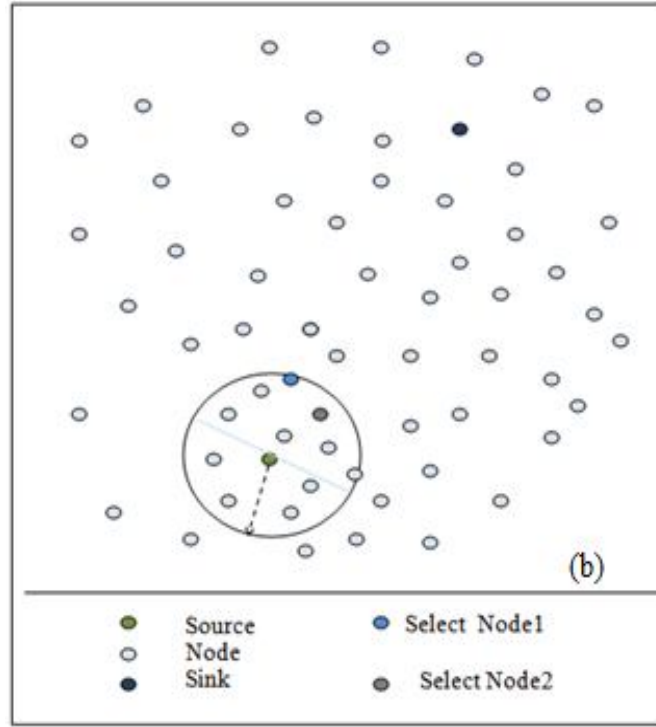 (b)
Source
Select Node1
Node
Sink
Select Node2